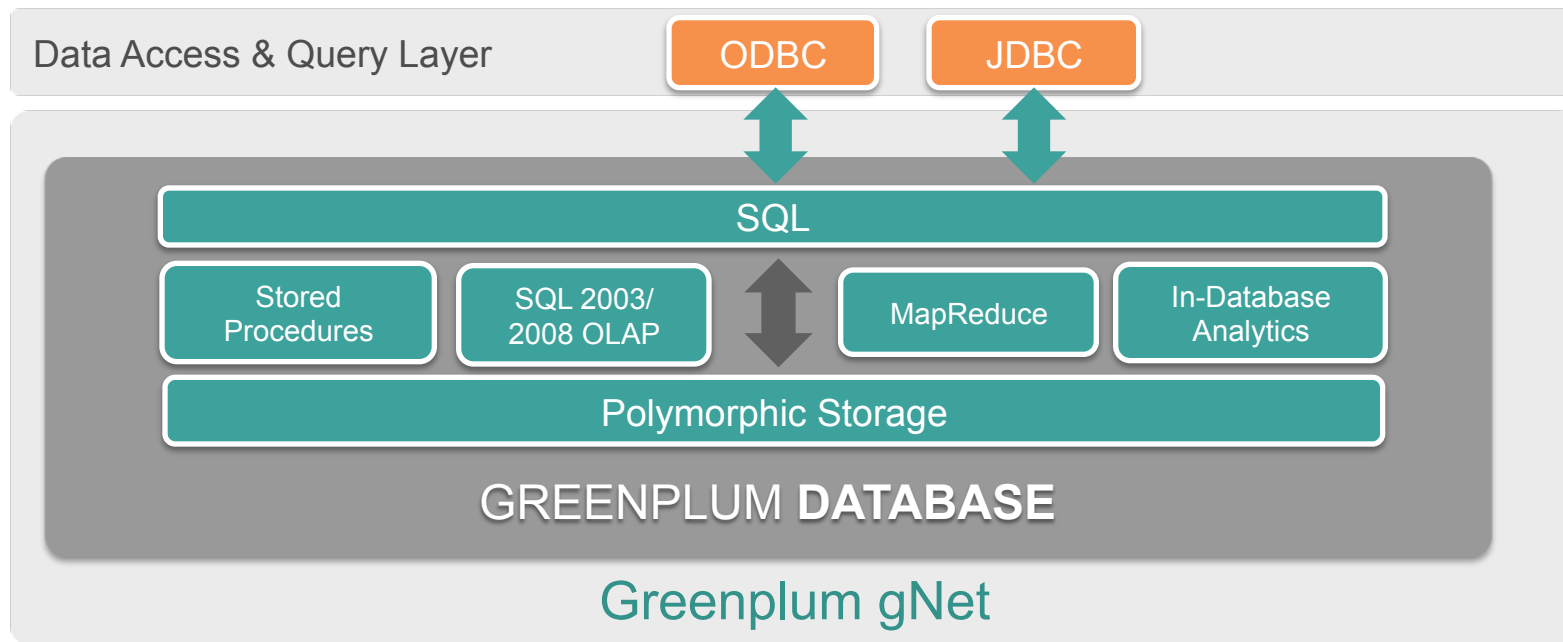 Data Access & Query Layer
ODBC
JDBC
SQL
Stored
Procedures
SQL 2003/
2008 OLAP
MapReduce
In-Database
Analytics
Polymorphic Storage
GREENPLUM DATABASE
Greenplum gNet